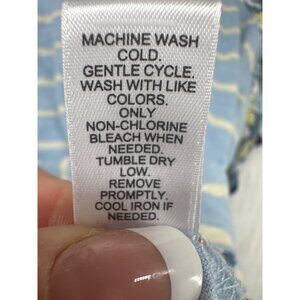 MACHINE WASH
COLD.
GENTLE CYCLE.
WASH WITH LIKE
COLORS.
ONLY
NON-CHLORINE
BLEACH WHEN
NEEDED.
TUMBLE DRY
LOW.
REMOVE
PROMPTLY.
COOL IRON IF
NEEDED.